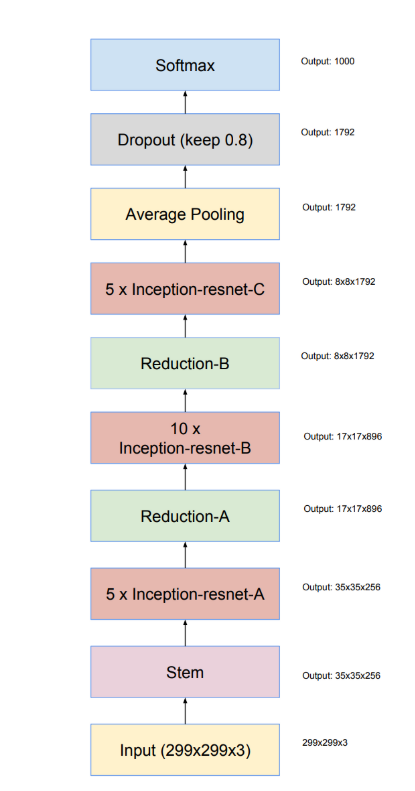 Softmax
Output: 1000
Dropout (keep 0.8)
Output: 1792
Average Pooling
Output: 1792
5 x Inception-resnet-C
Output: 8x8x1792
Reduction-B
Output: 8x8x1792
10 x
Inception-resnet-B
Output: 17x17x896
Reduction-A
Output: 17x17x896
5 x Inception-resnet-A
Output: 35x35x256
Stem
Output: 35x35x256
Input (299x299x3)
299x299x3